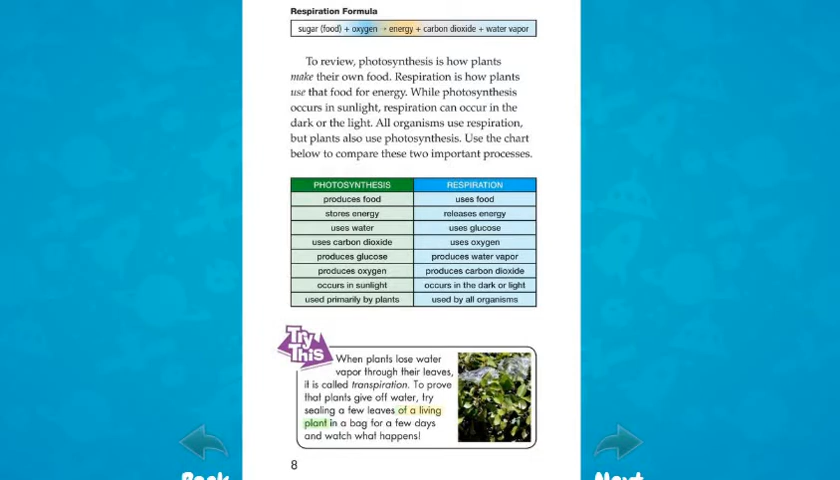 Respiration Formula
sugar (food) + oxygen → energy + carbon dioxide + water vapor
To review, photosynthesis is how plants
make their own food. Respiration is how plants
use that food for energy. While photosynthesis
occurs in sunlight, respiration can occur in the
dark or the light. All organisms use respiration,
but plants also use photosynthesis. Use the chart
below to compare these two important processes.
PHOTOSYNTHESIS RESPIRATION
produces food uses food
stores energy releases energy
uses water uses glucose
uses carbon dioxide uses oxygen
produces glucose produces water vapor
produces oxygen produces carbon dioxide
occurs in sunlight occurs in the dark or light
used primarily by plants used by all organisms
Try
This
When plants lose water
vapor through their leaves,
it is called transpiration. To prove
that plants give off water, try
sealing a few leaves of a living
plant in a bag for a few days
and watch what happens!
8
Back Next